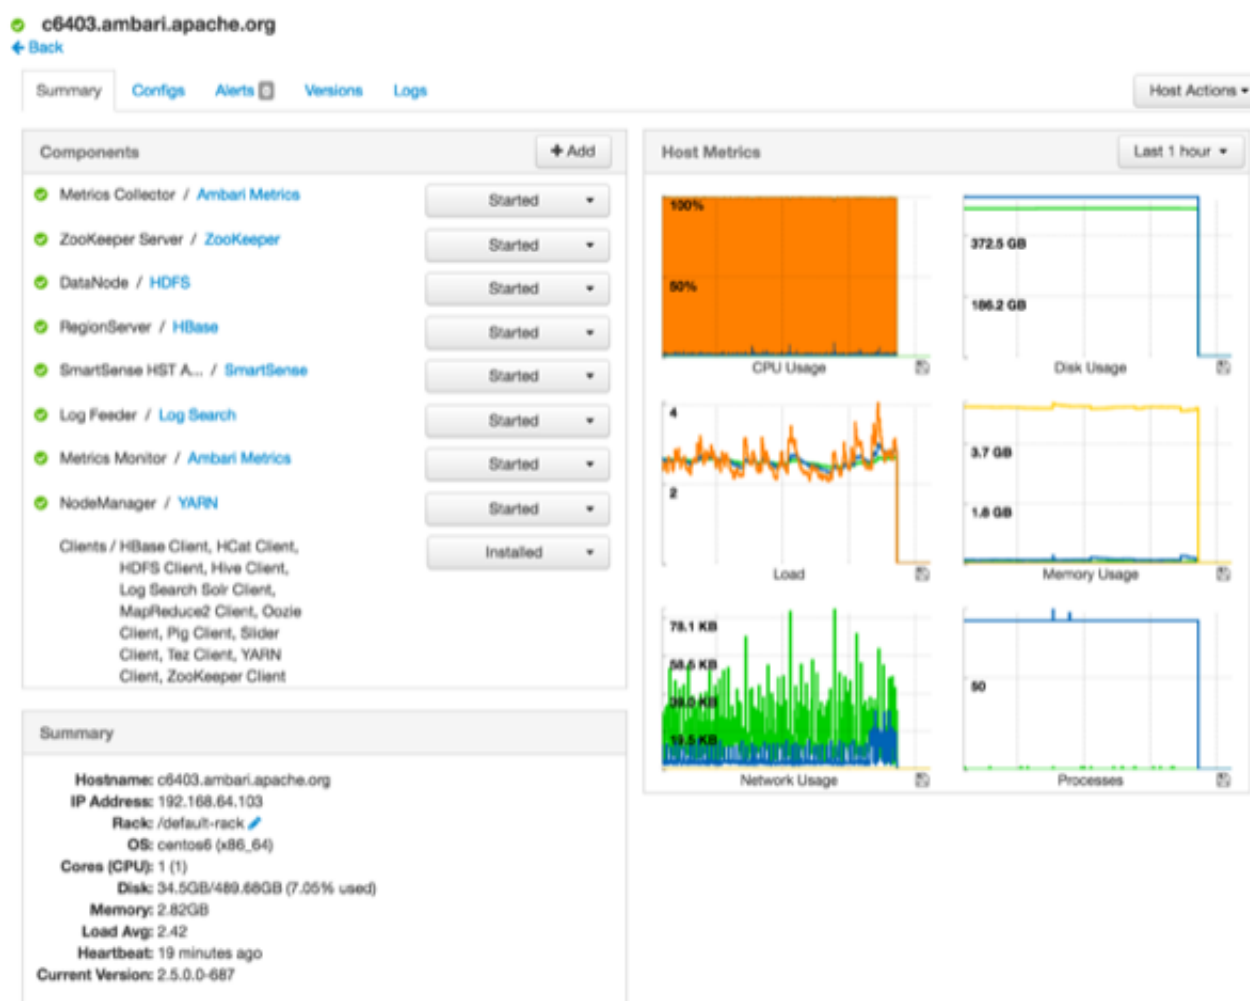 c6403.ambari.apache.org
Back
Summary Configs Alerts 0 Versions Logs Host Actions
Components + Add
Metrics Collector / Ambari Metrics Started
ZooKeeper Server / ZooKeeper Started
DataNode / HDFS Started
RegionServer / HBase Started
SmartSense HST A... / SmartSense Started
Log Feeder / Log Search Started
Metrics Monitor / Ambari Metrics Started
NodeManager / YARN Started
Clients / HBase Client, HCat Client, Installed
HDFS Client, Hive Client,
Log Search Solr Client,
MapReduce2 Client, Oozie
Client, Pig Client, Slider
Client, Tez Client, YARN
Client, ZooKeeper Client
Summary
Hostname: c6403.ambari.apache.org
IP Address: 192.168.64.103
Rack: /default-rack
OS: centos6 (x86_64)
Cores (CPU): 1 (1)
Disk: 34.5GB/489.68GB (7.05% used)
Memory: 2.82GB
Load Avg: 2.42
Heartbeat: 19 minutes ago
Current Version: 2.5.0.0-687
Host Metrics Last 1 hour
100%
50%
CPU Usage
372.5 GB
186.2 GB
Disk Usage
4
2
Load
3.7 GB
1.8 GB
Memory Usage
78.1 KB
58.5 KB
39.0 KB
19.5 KB
Network Usage
50
Processes